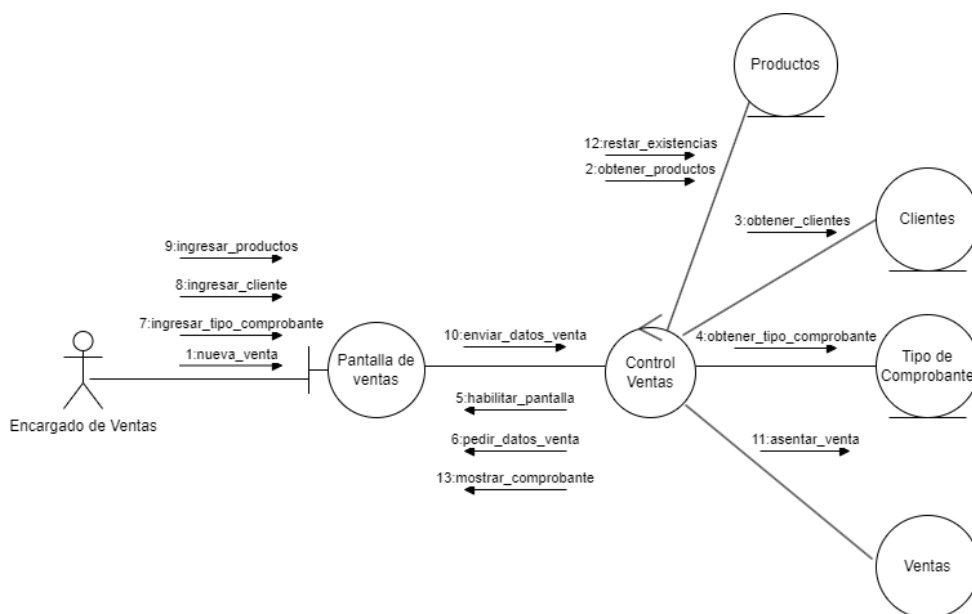 Productos
12:restar_existencias
2:obtener_productos
3:obtener_clientes
Clientes
9:ingresar_productos
8:ingresar_cliente
7:ingresar_tipo_comprobante
1:nueva_venta
Encargado de Ventas
Pantalla de
ventas
10:enviar_datos_venta
5:habilitar_pantalla
6:pedir_datos_venta
13:mostrar_comprobante
Control
Ventas
4:obtener_tipo_comprobante
Tipo de
Comprobante
11:asentar_venta
Ventas